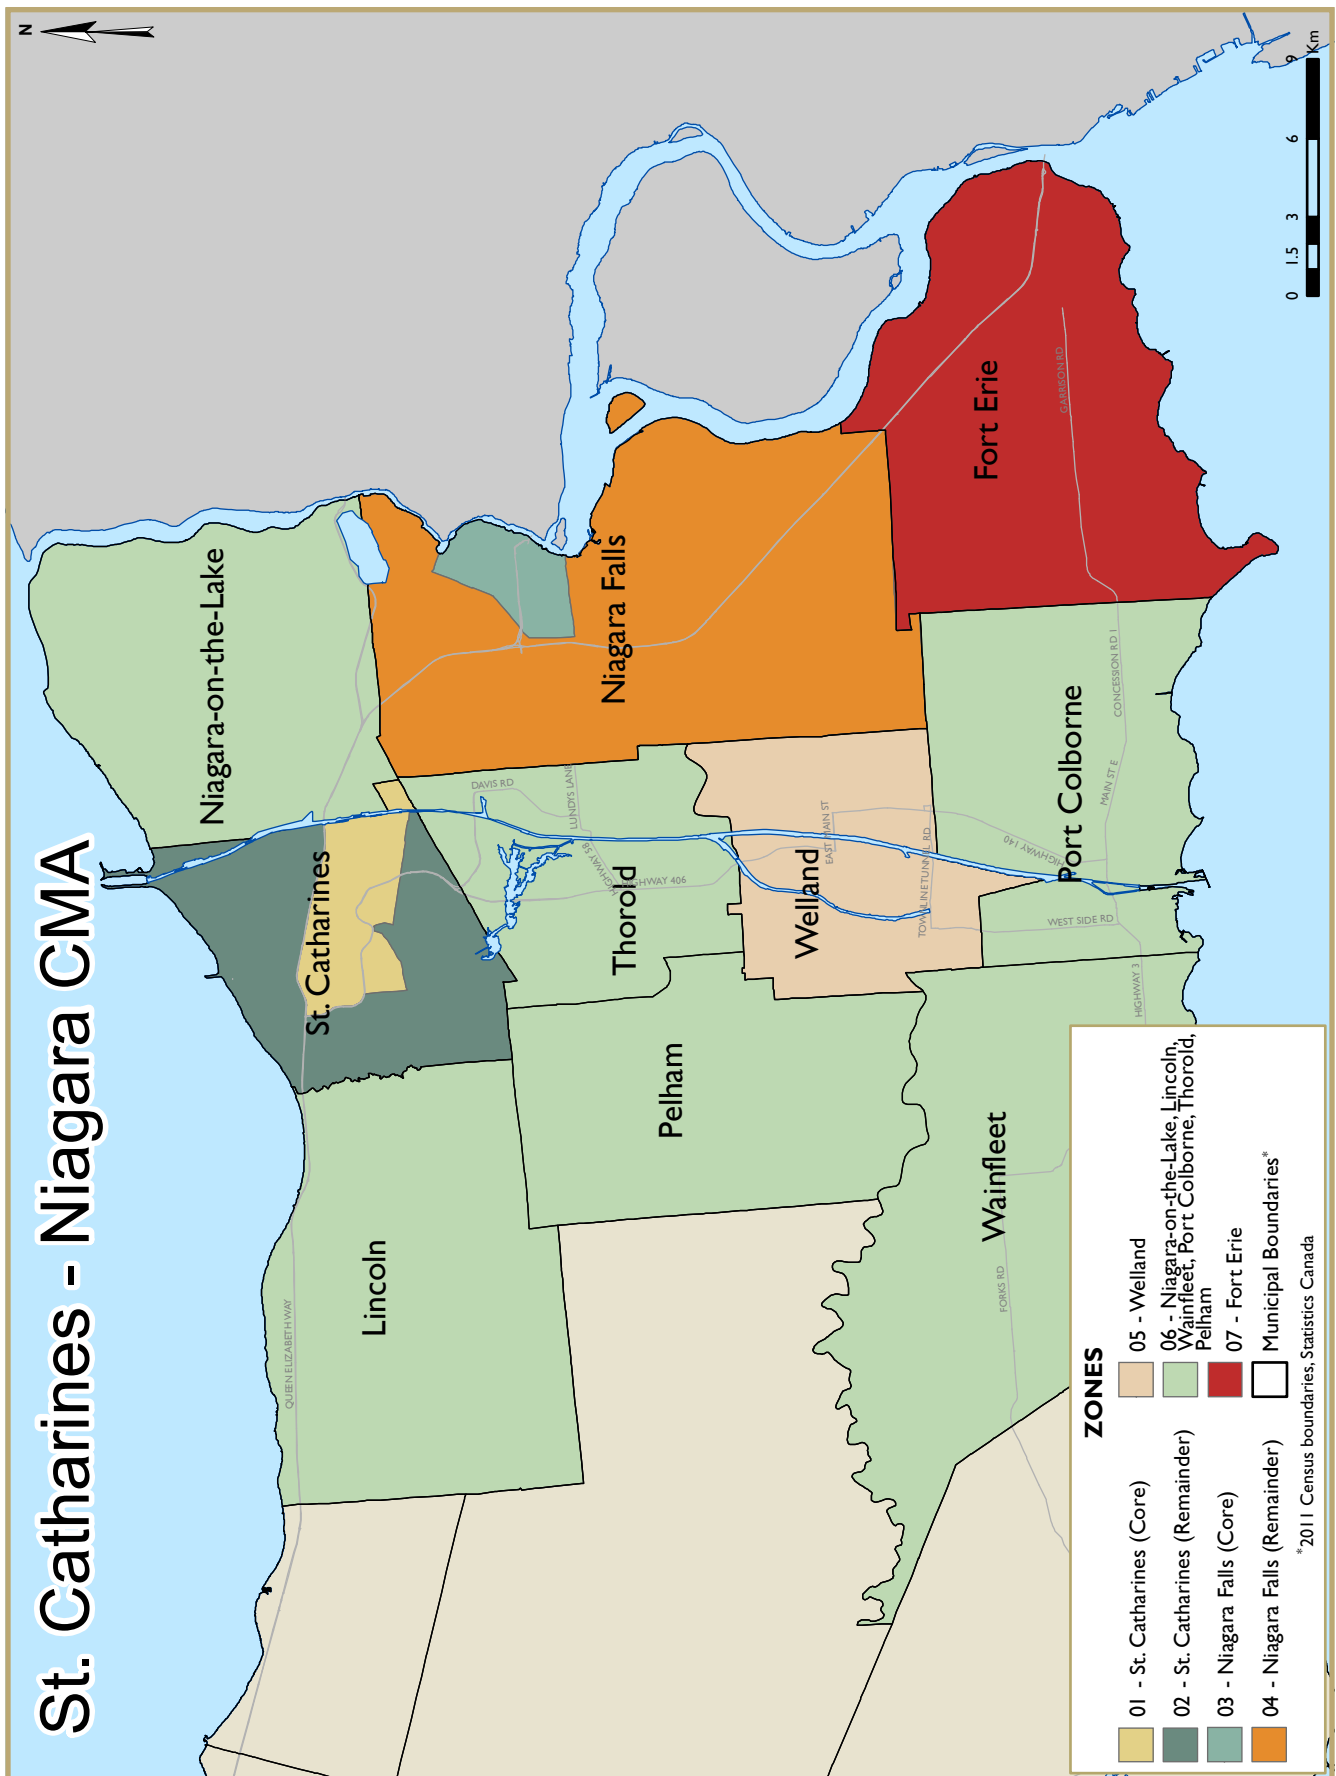 St. Catharines - Niagara CMA
N
Niagara-on-the-Lake
St. Catharines
Lincoln
QUEEN ELIZABETH WAY
Niagara Falls
DAVIS RD
LUNDYS LANE
HIGHWAY 58
HIGHWAY 406
Thorold
Pelham
Welland
EAST MAIN ST
TOWNLINE TUNNEL RD
Fort Erie
GARRISON RD
Port Colborne
CONCESSION RD 1
MAIN ST E
HIGHWAY 140
WEST SIDE RD
HIGHWAY 3
Wainfleet
FORKS RD
ZONES
01 - St. Catharines (Core)
02 - St. Catharines (Remainder)
03 - Niagara Falls (Core)
04 - Niagara Falls (Remainder)
05 - Welland
06 - Niagara-on-the-Lake, Lincoln,
Wainfleet, Port Colborne, Thorold,
Pelham
07 - Fort Erie
Municipal Boundaries*
*2011 Census boundaries, Statistics Canada
0 1.5 3 6 9
Km